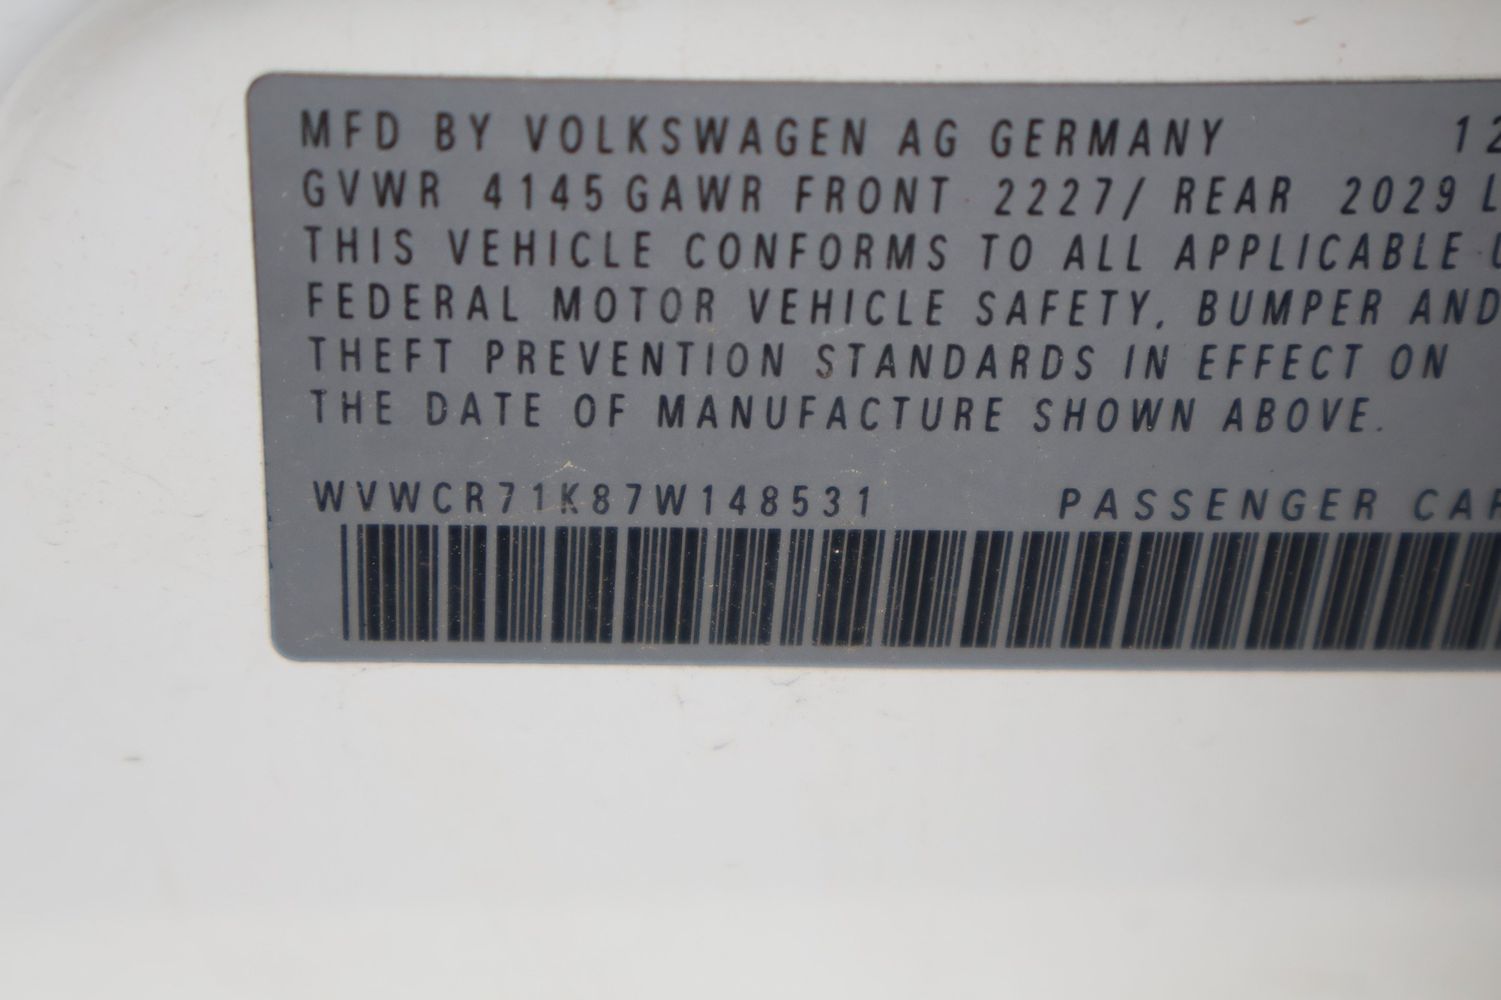 MFD BY VOLKSWAGEN AG GERMANY 12
GVWR 4145 GAWR FRONT 2227/ REAR 2029 L
THIS VEHICLE CONFORMS TO ALL APPLICABLE
FEDERAL MOTOR VEHICLE SAFETY, BUMPER AND
THEFT PREVENTION STANDARDS IN EFFECT ON
THE DATE OF MANUFACTURE SHOWN ABOVE.
WVWCR71K87W148531 PASSENGER CAR